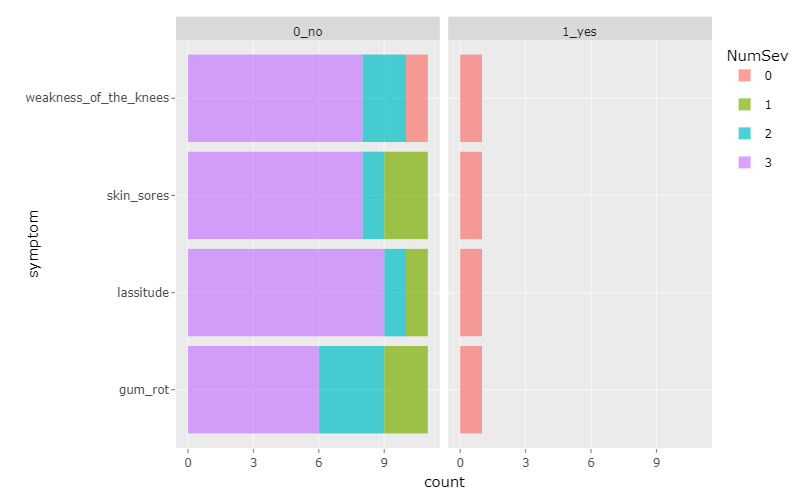 0_no
1_yes
NumSev
0
1
2
3
symptom
weakness_of_the_knees
skin_sores
lassitude
gum_rot
0 3 6 9
0 3 6 9
count